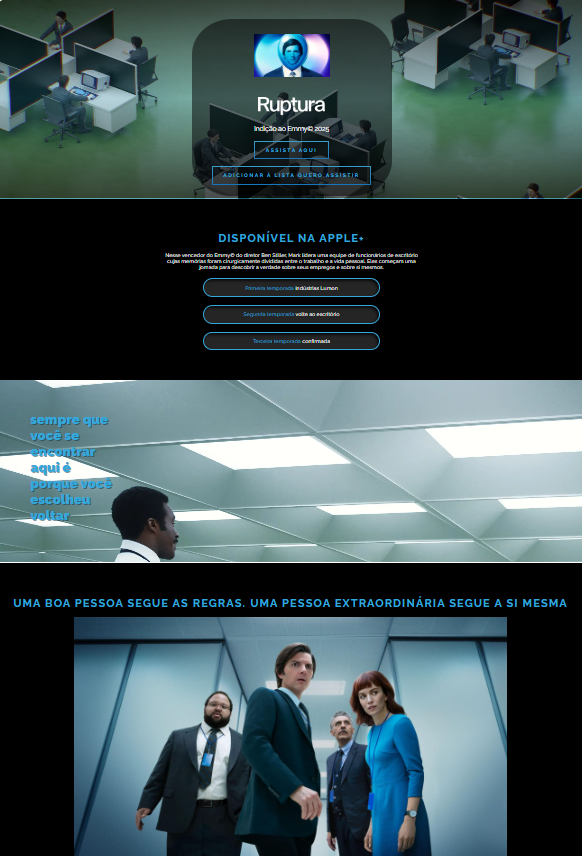 Ruptura
Indição ao Emmy© 2025
ASSISTA AQUI
ADICIONAR À LISTA QUERO ASSISTIR
DISPONÍVEL NA APPLE+
Nesse vencedor do Emmy© do diretor Ben Stiller, Mark lidera uma equipe de funcionários de escritório
cujas memórias foram cirurgicamente divididas entre o trabalho e a vida pessoal. Eles começam uma
jornada para descobrir a verdade sobre seus empregos e sobre si mesmos.
Primeira temporada Indústrias Lumon
Segunda temporada volta ao escritório
Terceira temporada confirmada
sempre que
você se
encontrar
aqui é
porque você
escolheu
voltar
UMA BOA PESSOA SEGUE AS REGRAS. UMA PESSOA EXTRAORDINÁRIA SEGUE A SI MESMA